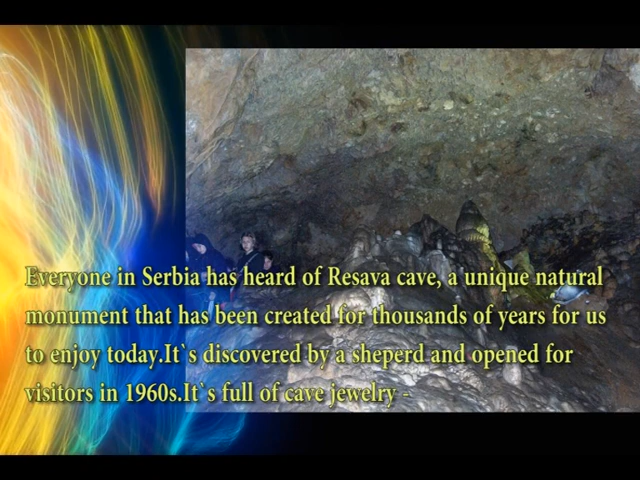 Everyone in Serbia has heard of Resava cave, a unique natural
monument that has been created for thousands of years for us
to enjoy today.It`s discovered by a sheperd and opened for
visitors in 1960s.It`s full of cave jewelry -